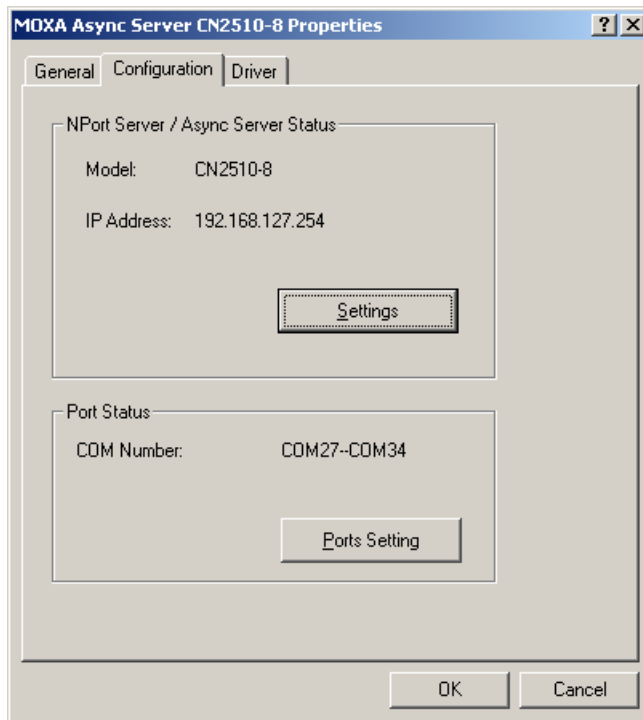 MOXA Async Server CN2510-8 Properties
General Configuration Driver
NPort Server / Async Server Status
Model: CN2510-8
IP Address: 192.168.127.254
Settings
Port Status
COM Number: COM27--COM34
Ports Setting
OK Cancel